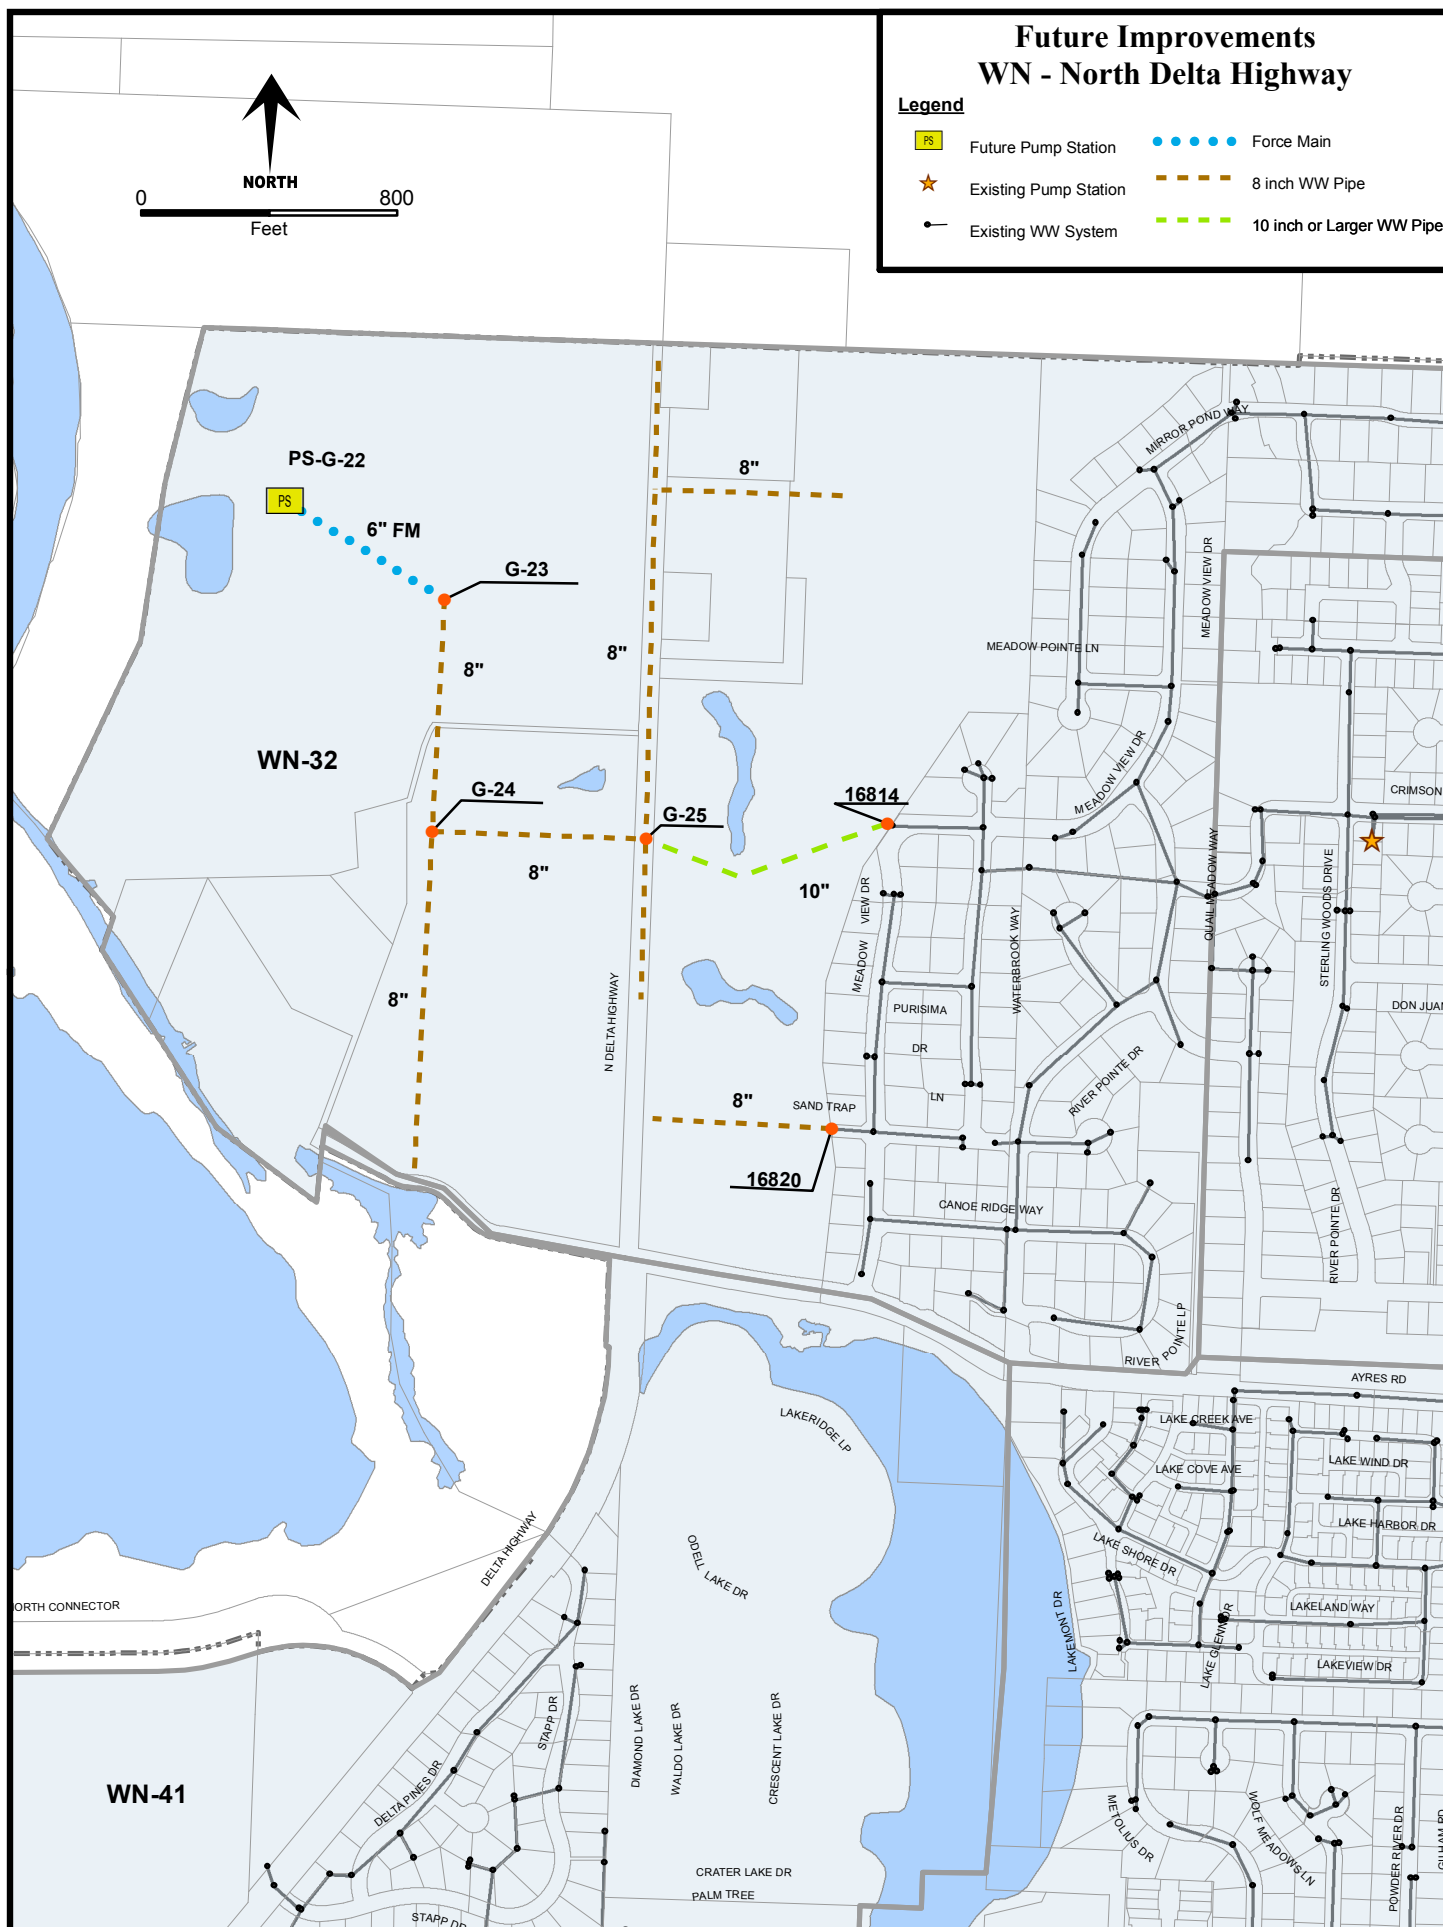 Future Improvements
WN - North Delta Highway
Legend
PS
Future Pump Station
Force Main
Existing Pump Station
8 inch WW Pipe
Existing WW System
10 inch or Larger WW Pipe
NORTH
0
800
Feet
MIRROR POND WAY
PS-G-22
PS
8"
6" FM
G-23
MEADOW VIEW DR
8"
8"
MEADOW POINTE LN
WN-32
MEADOW VIEW DR
G-24
G-25
16814
CRIMSON
8"
10"
MEADOW
VIEW DR
WATERBROOK WAY
QUAIL MEADOW WAY
STERLING WOODS DRIVE
8"
N DELTA HIGHWAY
PURISIMA
DR
LN
DON JUAN
RIVER POINTE DR
8"
SAND TRAP
16820
CANOE RIDGE WAY
RIVER POINTE DR
RIVER
POINTE LP
AYRES RD
LAKERIDGE LP
LAKE CREEK AVE
LAKE COVE AVE
LAKE WIND DR
LAKE HARBOR DR
LAKE SHORE DR
DELTA HIGHWAY
ODELL LAKE DR
ORTH CONNECTOR
LAKEMONT DR
LAKE GLENN DR
LAKELAND WAY
LAKEVIEW DR
STAPP DR
DIAMOND LAKE DR
WALDO LAKE DR
CRESCENT LAKE DR
WN-41
DELTA PINES DR
METOLIUS DR
WOLF MEADOWS LN
POWDER RIVER DR
GILHAM RD
CRATER LAKE DR
PALM TREE
STAPP DR